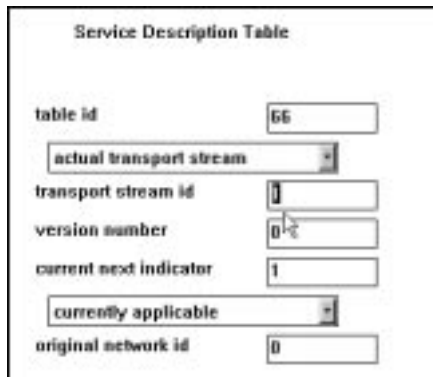 Service Description Table
table id 66
actual transport stream
transport stream id 0
version number 0
current next indicator 1
currently applicable
original network id 0